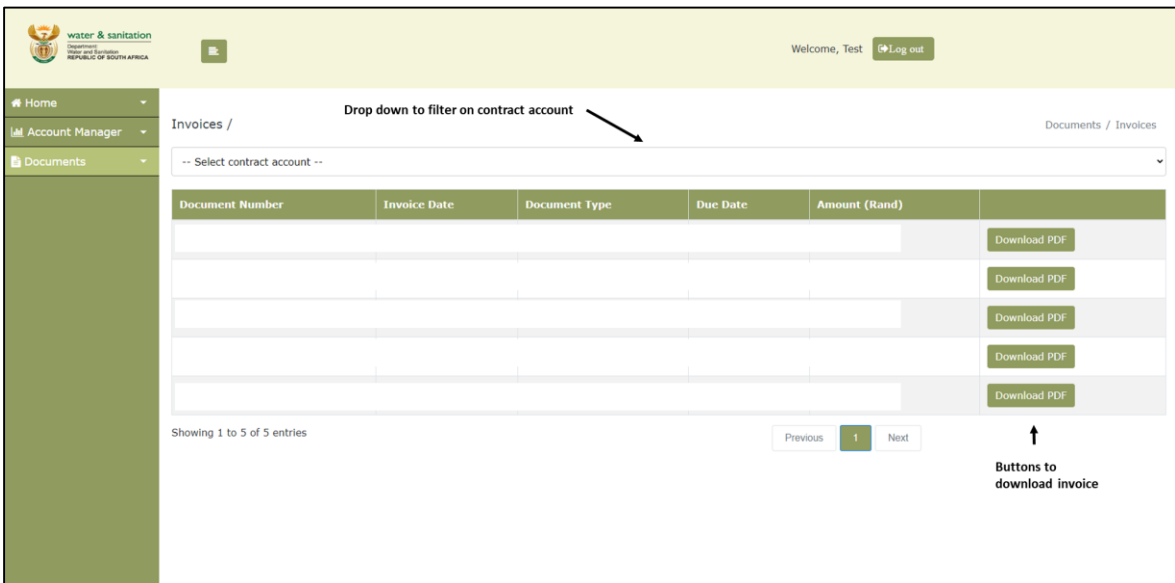 water & sanitation
Department:
Water and Sanitation
REPUBLIC OF SOUTH AFRICA
Welcome, Test
Log out
Home
Account Manager
Documents
Drop down to filter on contract account
Invoices /
Documents / Invoices
-- Select contract account --
Document Number Invoice Date Document Type Due Date Amount (Rand)
Download PDF
Download PDF
Download PDF
Download PDF
Download PDF
Showing 1 to 5 of 5 entries
Previous 1 Next
Buttons to
download invoice